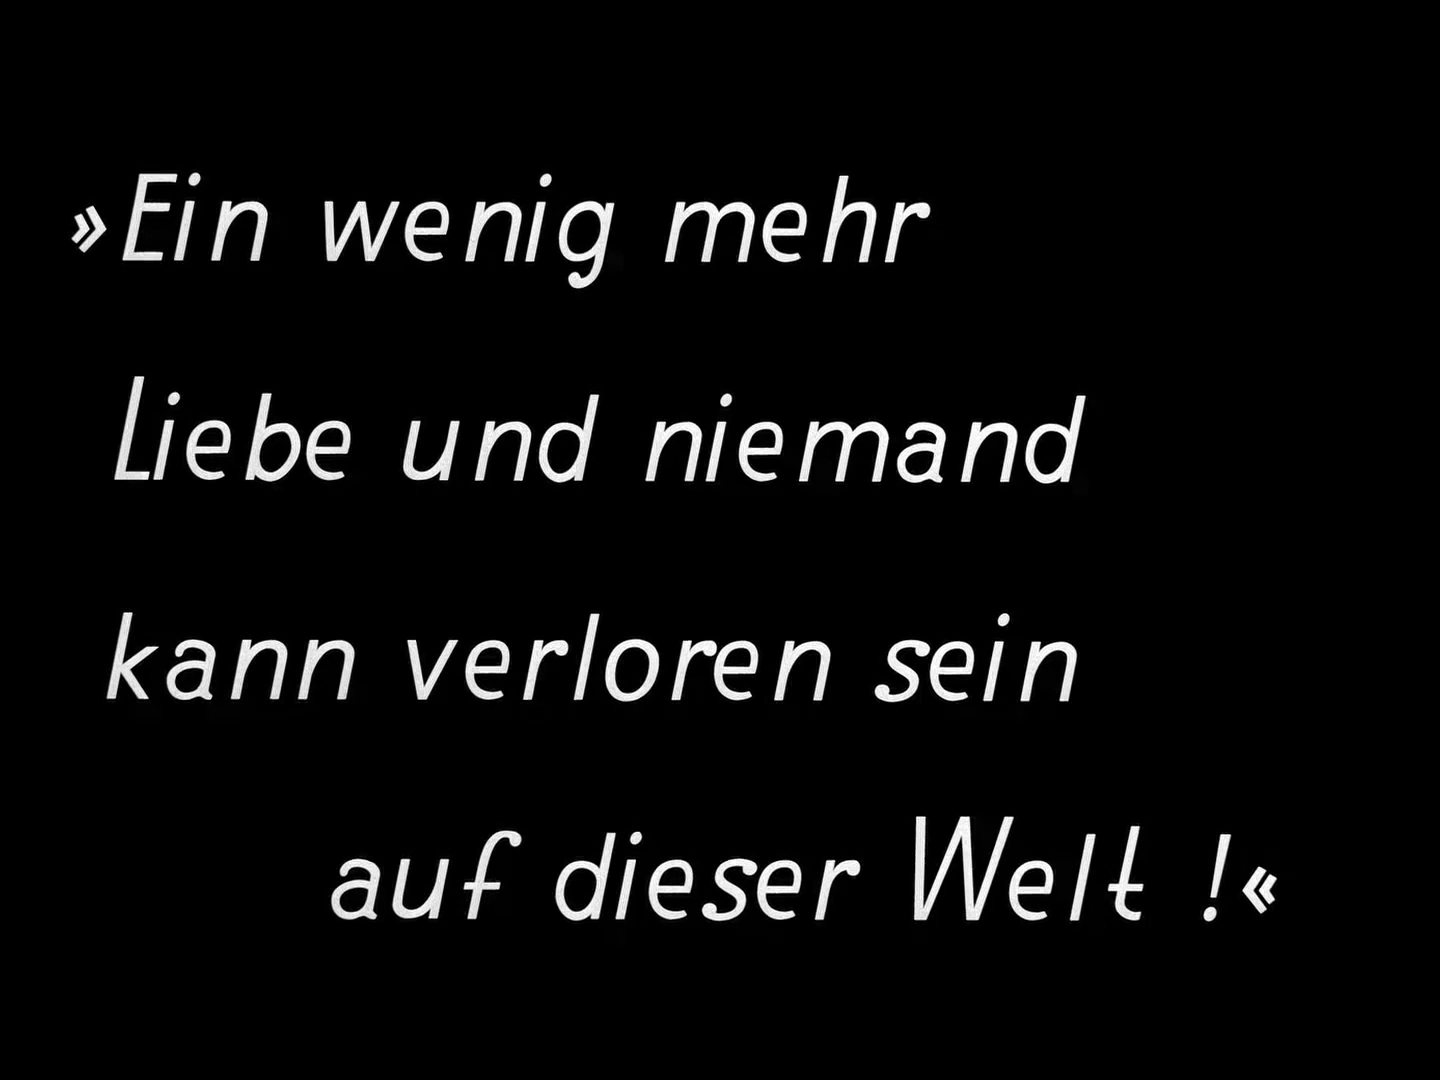 »Ein wenig mehr
Liebe und niemand
kann verloren sein
auf dieser Welt !«